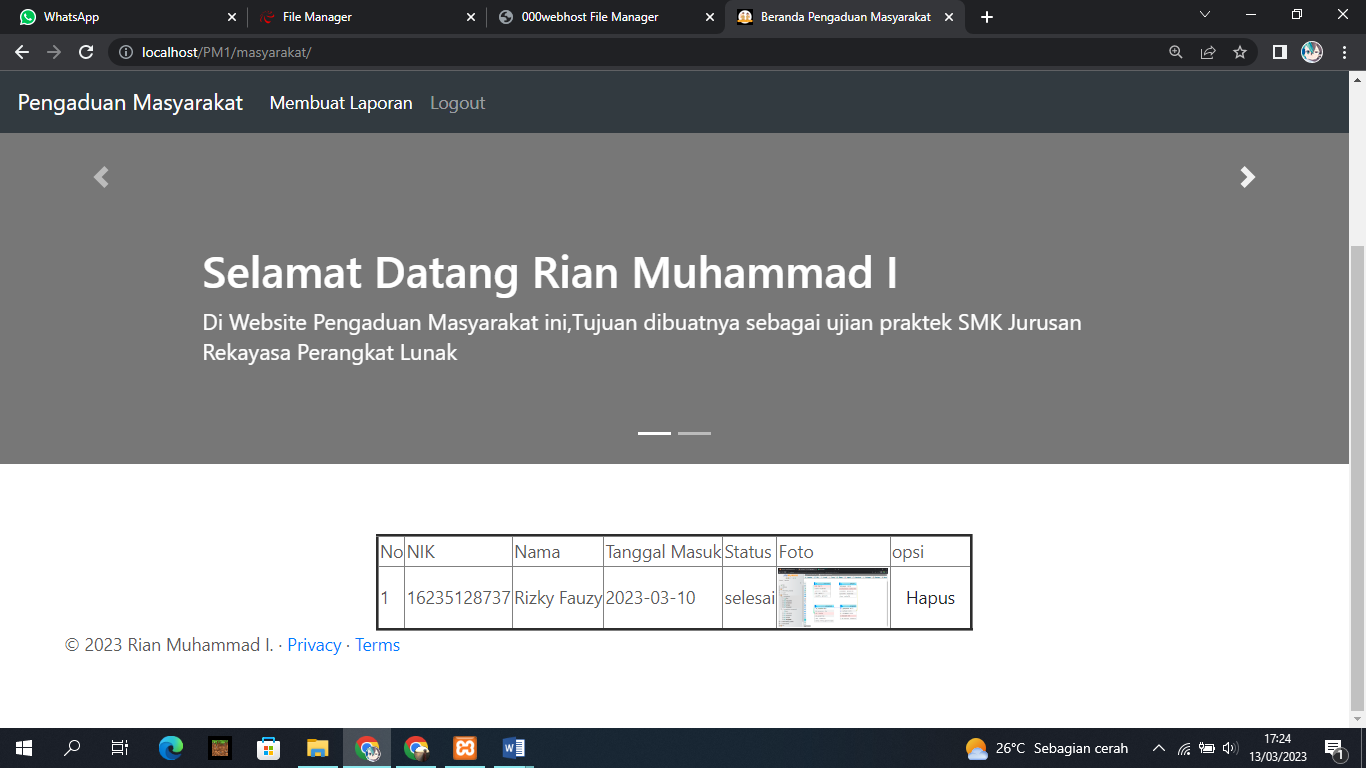 WhatsApp
File Manager
000webhost File Manager
Beranda Pengaduan Masyarakat
localhost/PM1/masyarakat/
Pengaduan Masyarakat Membuat Laporan Logout
Selamat Datang Rian Muhammad I
Di Website Pengaduan Masyarakat ini,Tujuan dibuatnya sebagai ujian praktek SMK Jurusan
Rekayasa Perangkat Lunak
No NIK Nama Tanggal Masuk Status Foto opsi
1 16235128737 Rizky Fauzy 2023-03-10 selesai Hapus
© 2023 Rian Muhammad I. · Privacy · Terms
26°C Sebagian cerah
17:24
13/03/2023
1